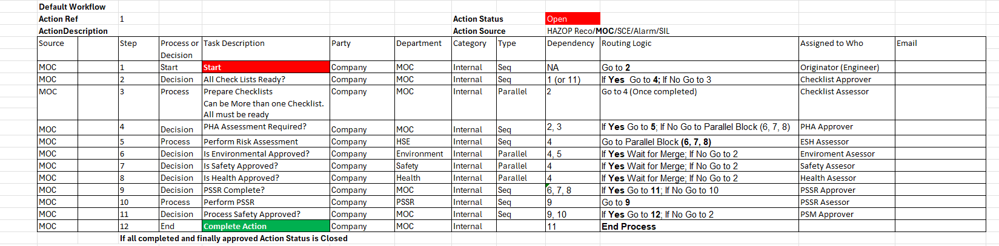 Default Workflow
Action Ref 1 Action Status Open
ActionDescription Action Source HAZOP Reco/MOC/SCE/Alarm/SIL
Source Step Process or Decision Task Description Party Department Category Type Dependency Routing Logic Assigned to Who Email
MOC 1 Start Start Company MOC Internal Seq NA Go to 2 Originator (Engineer)
MOC 2 Decision All Check Lists Ready? Company MOC Internal Seq 1 (or 11) If Yes Go to 4; If No Go to 3 Checklist Approver
MOC 3 Process Prepare Checklists Company MOC Internal Parallel 2 Go to 4 (Once completed) Checklist Assessor
Can be More than one Checklist.
All must be ready
MOC 4 Decision PHA Assessment Required? Company MOC Internal Seq 2, 3 If Yes Go to 5; If No Go to Parallel Block (6, 7, 8) PHA Approver
MOC 5 Process Perform Risk Assessment Company HSE Internal Seq 4 Go to Parallel Block (6, 7, 8) ESH Assessor
MOC 6 Decision Is Environmental Approved? Company Environment Internal Parallel 4, 5 If Yes Wait for Merge; If No Go to 2 Enviroment Asessor
MOC 7 Decision Is Safety Approved? Company Safety Internal Parallel 4 If Yes Wait for Merge; If No Go to 2 Safety Assesor
MOC 8 Decision Is Health Approved? Company Health Internal Parallel 4 If Yes Wait for Merge; If No Go to 2 Health Asessor
MOC 9 Decision PSSR Complete? Company MOC Internal Seq 6, 7, 8 If Yes Go to 11; If No Go to 10 PSSR Approver
MOC 10 Process Perform PSSR Company PSSR Internal Seq 9 Go to 9 PSSR Asessor
MOC 11 Decision Process Safety Approved? Company MOC Internal Seq 9, 10 If Yes Go to 12; If No Go to 2 PSM Approver
MOC 12 End Complete Action Company MOC Internal 11 End Process
If all completed and finally approved Action Status is Closed